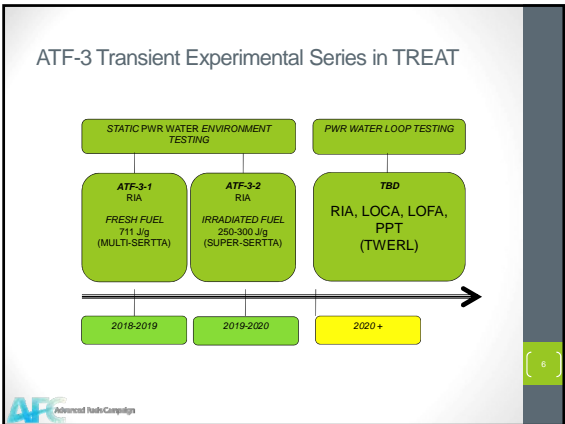 ATF-3 Transient Experimental Series in TREAT
STATIC PWR WATER ENVIRONMENT
TESTING
PWR WATER LOOP TESTING
ATF-3-1
RIA
FRESH FUEL
711 J/g
(MULTI-SERTTA)
ATF-3-2
RIA
IRRADIATED FUEL
250-300 J/g
(SUPER-SERTTA)
TBD
RIA, LOCA, LOFA,
PPT
(TWERL)
2018-2019
2019-2020
2020 +
6
AFC Advanced Fuels Campaign